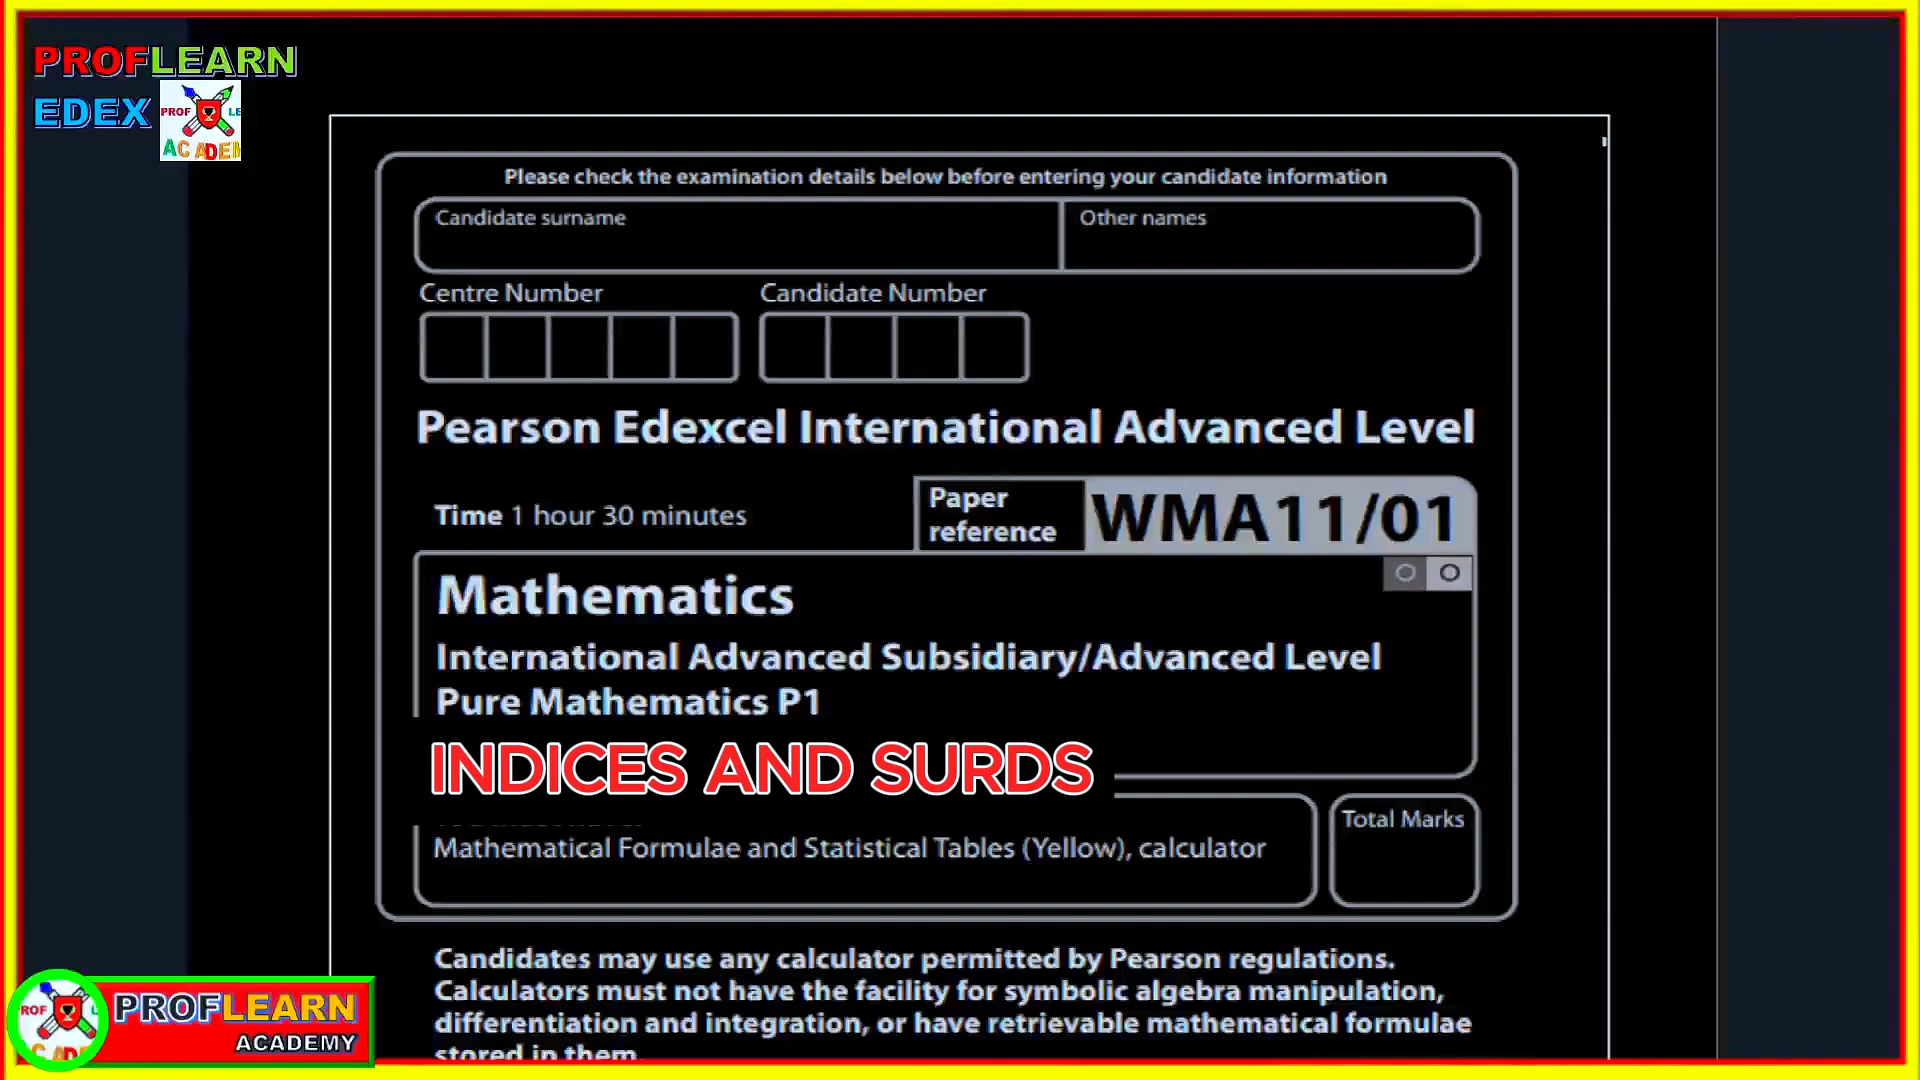 PROFLEARN
EDEX
PROF LE
ACADE
Please check the examination details below before entering your candidate information
Candidate surname
Other names
Centre Number
Candidate Number
Pearson Edexcel International Advanced Level
Time 1 hour 30 minutes
Paper
reference
WMA11/01
Mathematics
International Advanced Subsidiary/Advanced Level
Pure Mathematics P1
INDICES AND SURDS
Total Marks
Mathematical Formulae and Statistical Tables (Yellow), calculator
Candidates may use any calculator permitted by Pearson regulations.
Calculators must not have the facility for symbolic algebra manipulation,
differentiation and integration, or have retrievable mathematical formulae
stored in them
PROFLEARN
ACADEMY